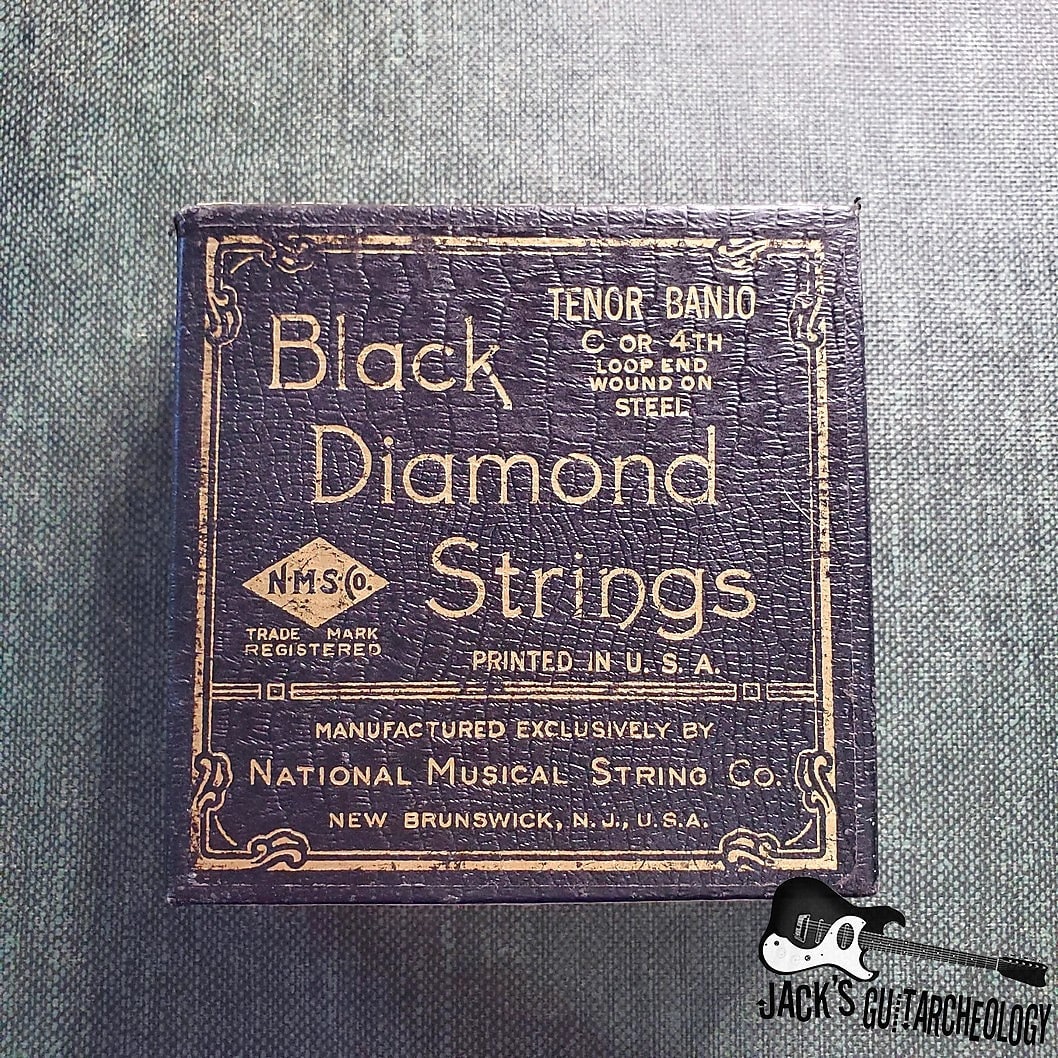 TENOR BANJO
C OR 4TH
LOOP END
WOUND ON
STEEL
Black
Diamond
Strings
N·M·S·Co.
TRADE MARK
REGISTERED
PRINTED IN U. S. A.
MANUFACTURED EXCLUSIVELY BY
NATIONAL MUSICAL STRING CO.
NEW BRUNSWICK, N. J., U.S.A.
JACK'S GUITARCHEOLOGY